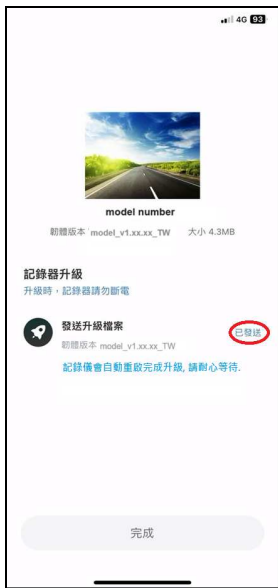 4G 93
model number
韌體版本 model_v1.xx.xx_TW 大小 4.3MB
記錄器升級
升級時，記錄器請勿斷電
發送升級檔案
已發送
韌體版本 model_v1.xx.xx_TW
記錄儀會自動重啟完成升級, 請耐心等待.
完成